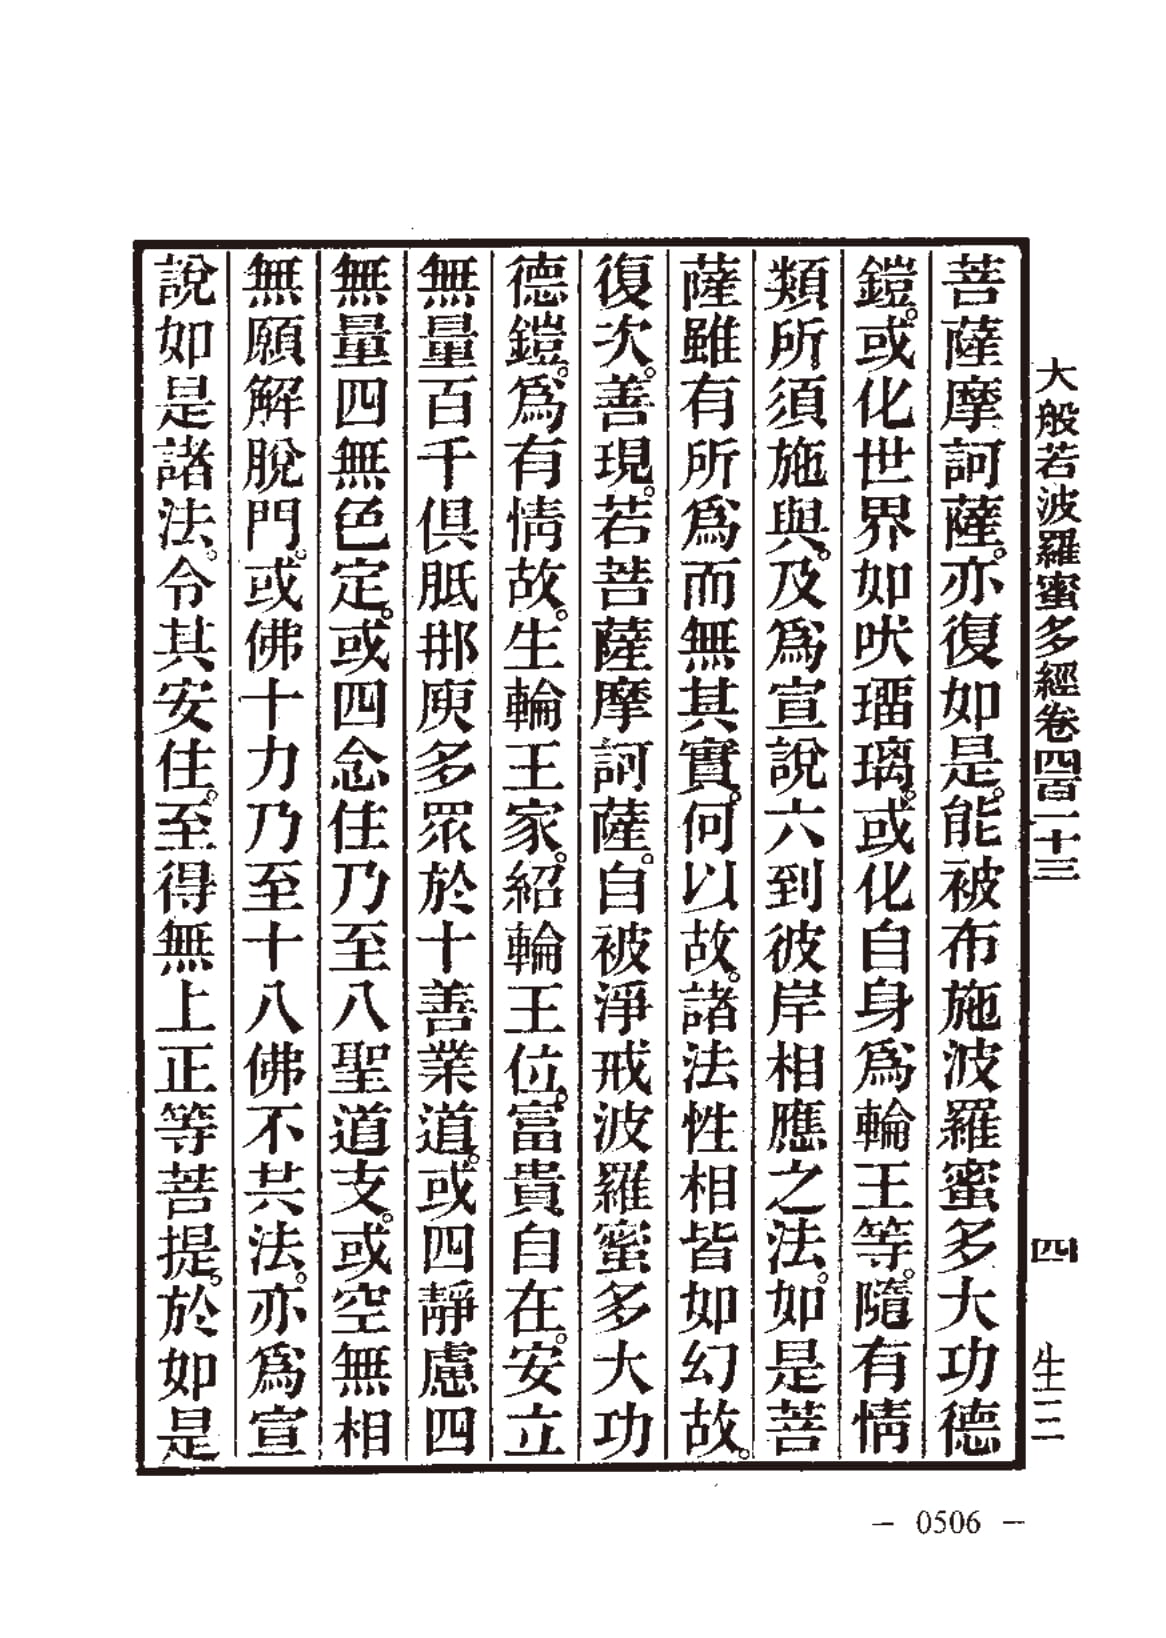 大般若波羅蜜多經卷四百一十三 四 生三
菩薩摩訶薩。亦復如是。能被布施波羅蜜多大功德
鎧。或化世界如吠瑠璃。或化自身爲輪王等。隨有情
類所須施與。及爲宣說六到彼岸相應之法。如是菩
薩雖有所爲而無其實。何以故。諸法性相皆如幻故。
復次。善現。若菩薩摩訶薩。自被淨戒波羅蜜多大功
德鎧。爲有情故。生輪王家。紹輪王位。富貴自在。安立
無量百千俱胝那庾多眾於十善業道。或四靜慮四
無量四無色定。或四念住乃至八聖道支。或空無相
無願解脫門。或佛十力乃至十八佛不共法。亦爲宣
說如是諸法。令其安住。至得無上正等菩提。於如是
— 0506 —